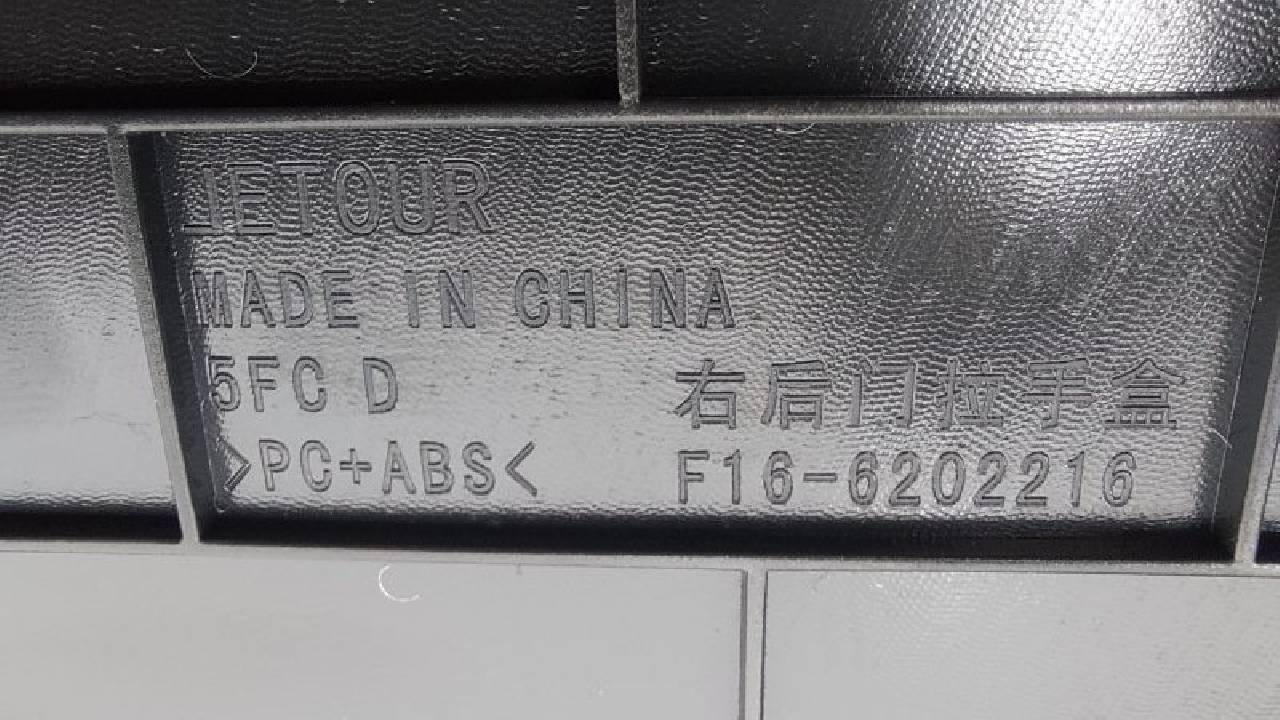 JETOUR
MADE IN CHINA
5FC D 右后门拉手盒
>PC+ABS< F16-6202216